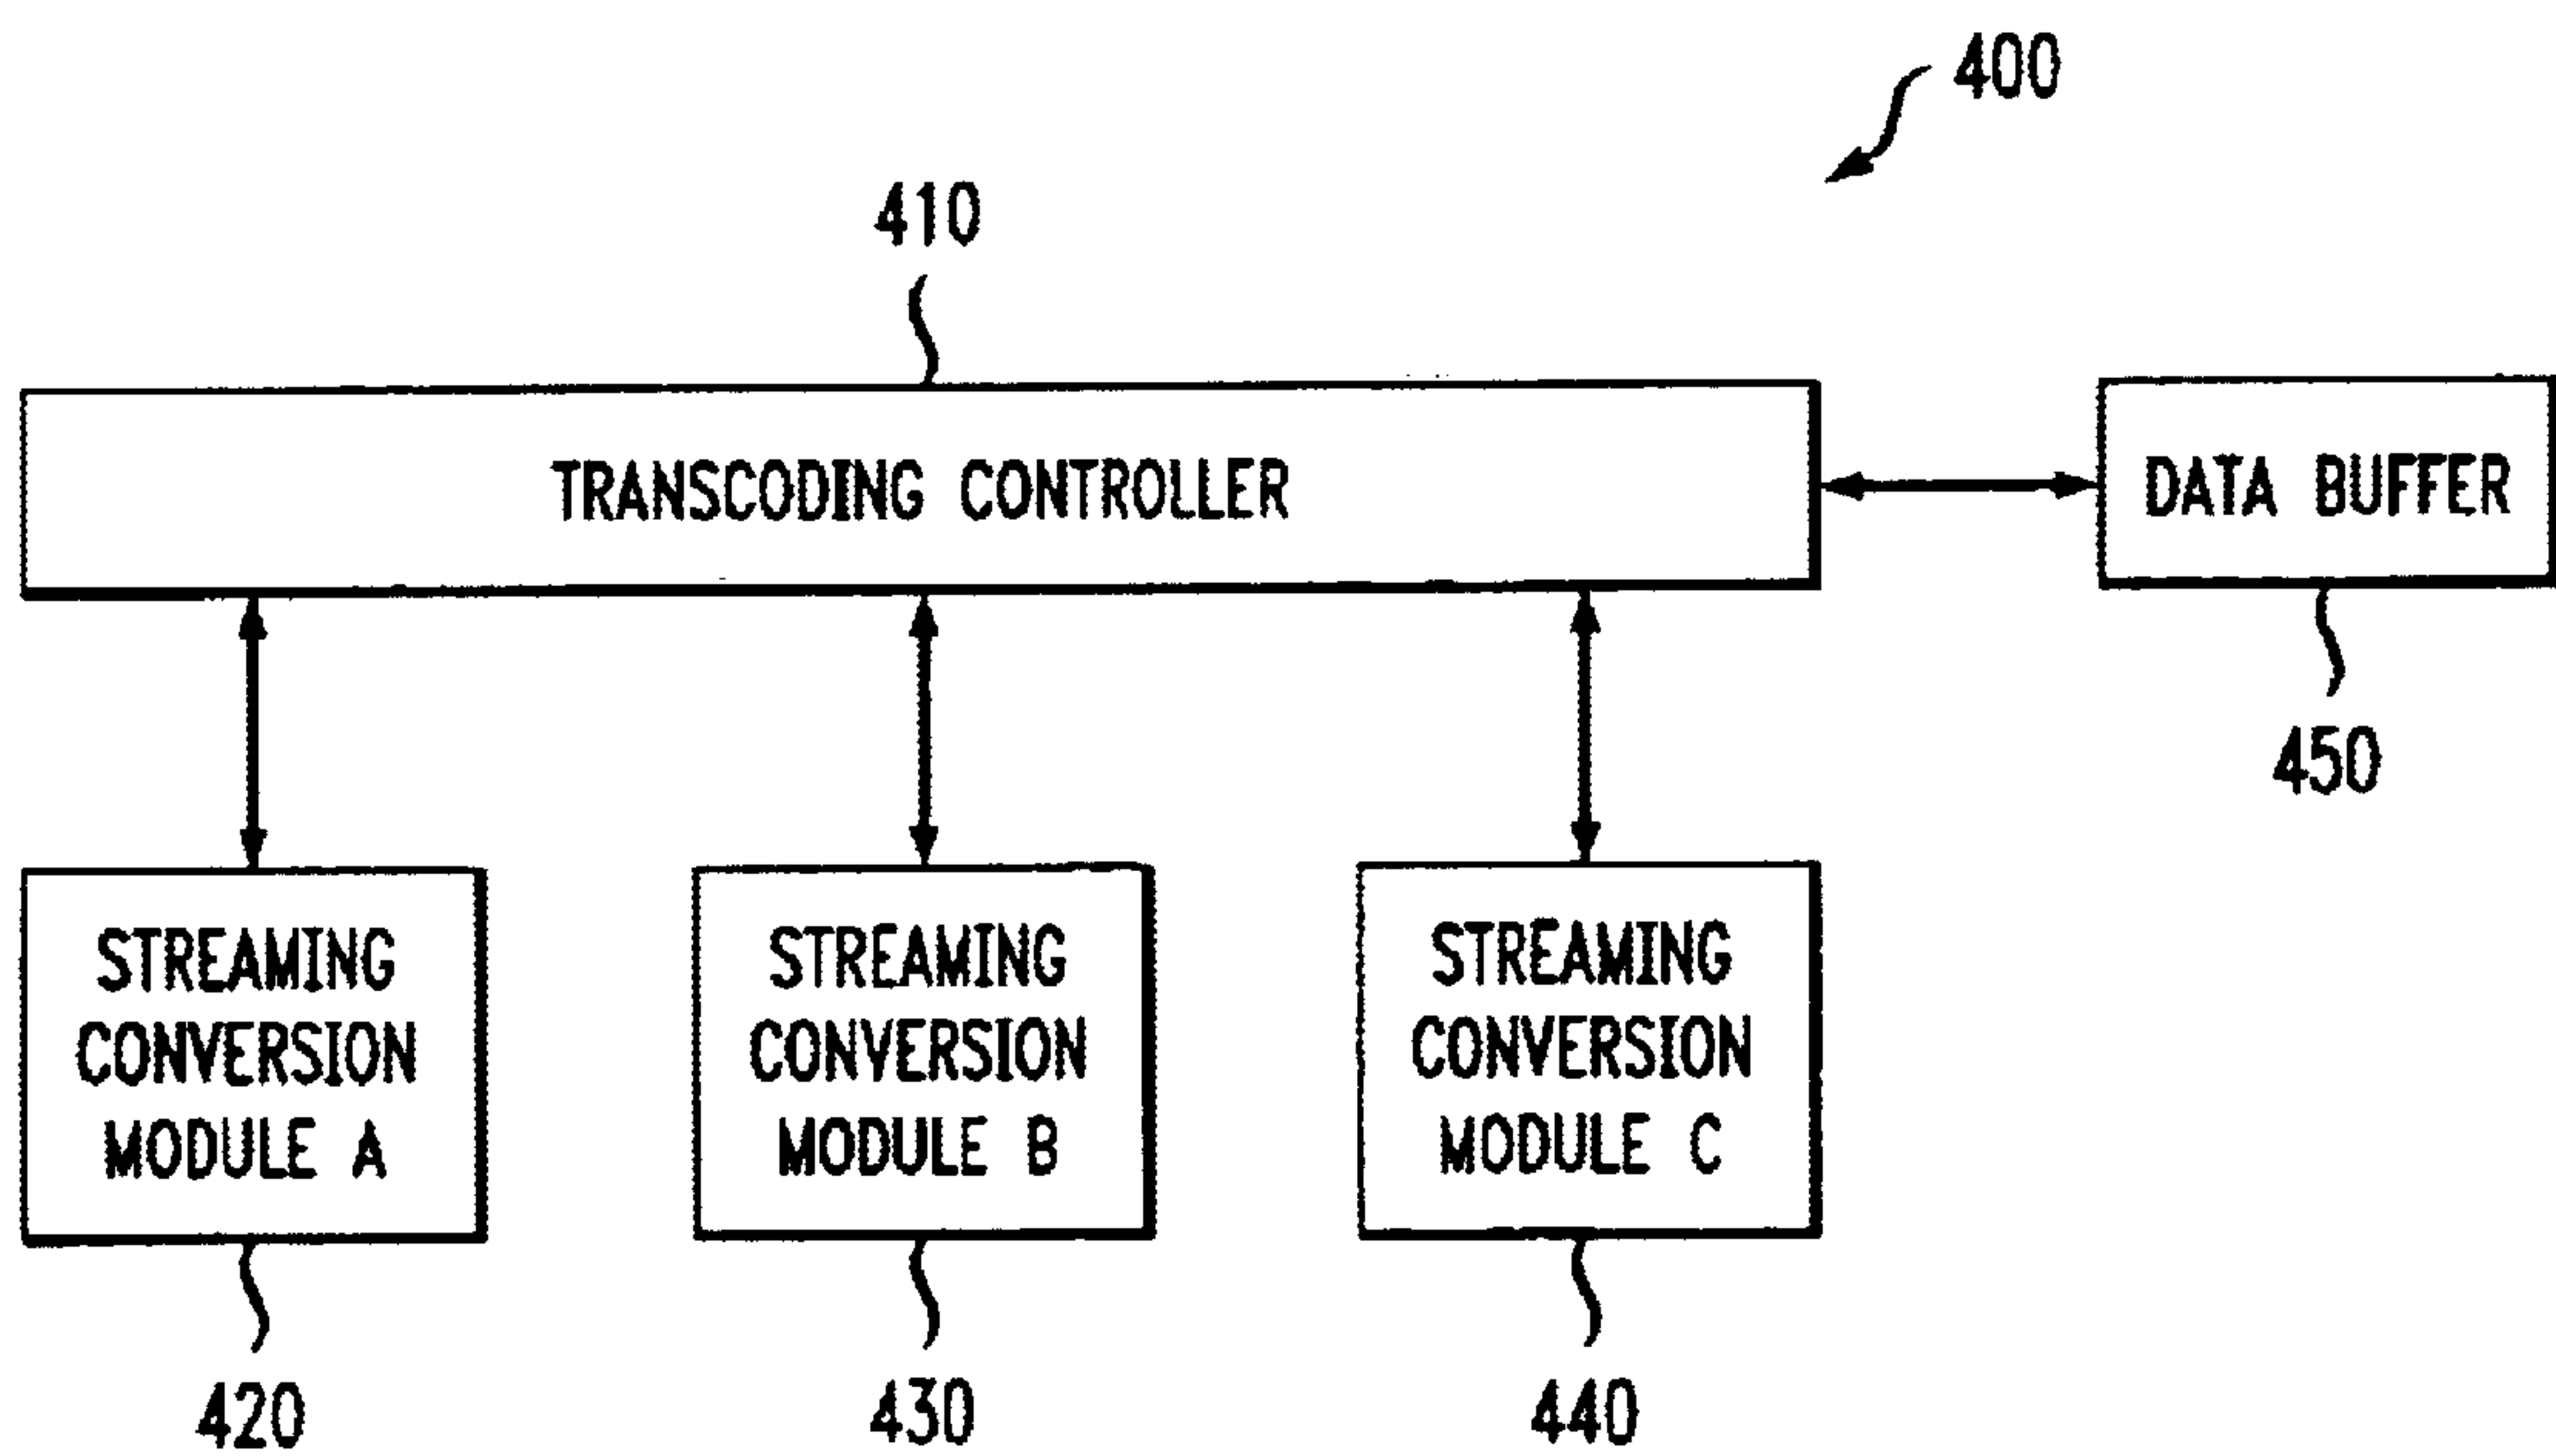 400
410
TRANSCODING CONTROLLER
DATA BUFFER
450
STREAMING
CONVERSION
MODULE A
STREAMING
CONVERSION
MODULE B
STREAMING
CONVERSION
MODULE C
420
430
440